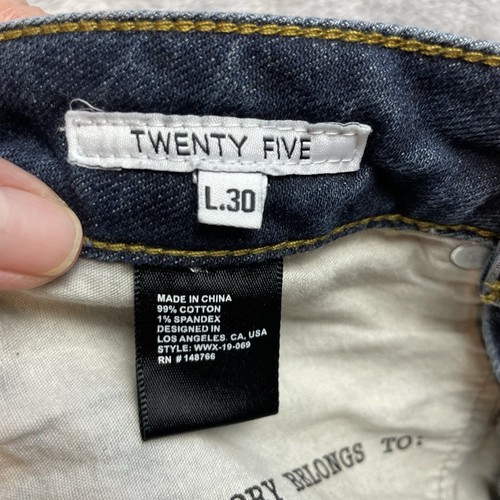 TWENTY FIVE
L.30
MADE IN CHINA
99% COTTON
1% SPANDEX
DESIGNED IN
LOS ANGELES. CA, USA
STYLE: WWX-19-069
RN # 148766
BELONGS TO: